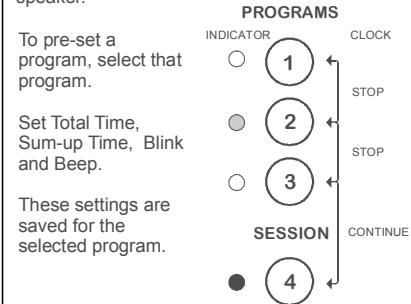 speaker.
To pre-set a
program, select that
program.
Set Total Time,
Sum-up Time, Blink
and Beep.
These settings are
saved for the
selected program.
PROGRAMS
INDICATOR
CLOCK
1
STOP
2
STOP
3
SESSION
CONTINUE
4